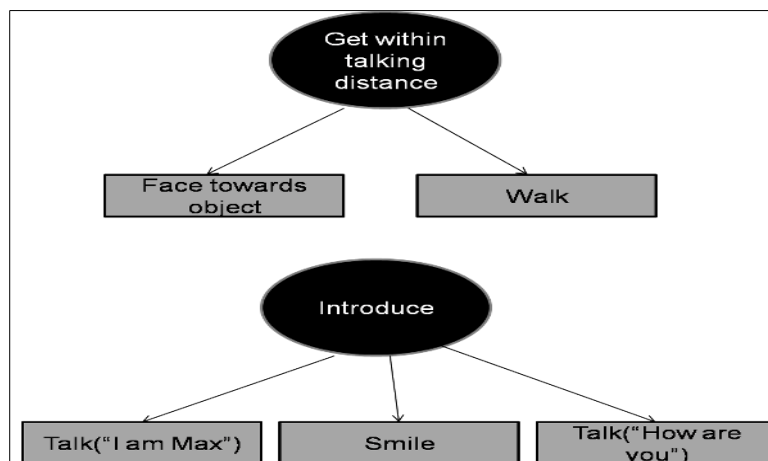 Get within
talking
distance
Face towards
object
Walk
Introduce
Talk(“I am Max”)
Smile
Talk(“How are
you”)